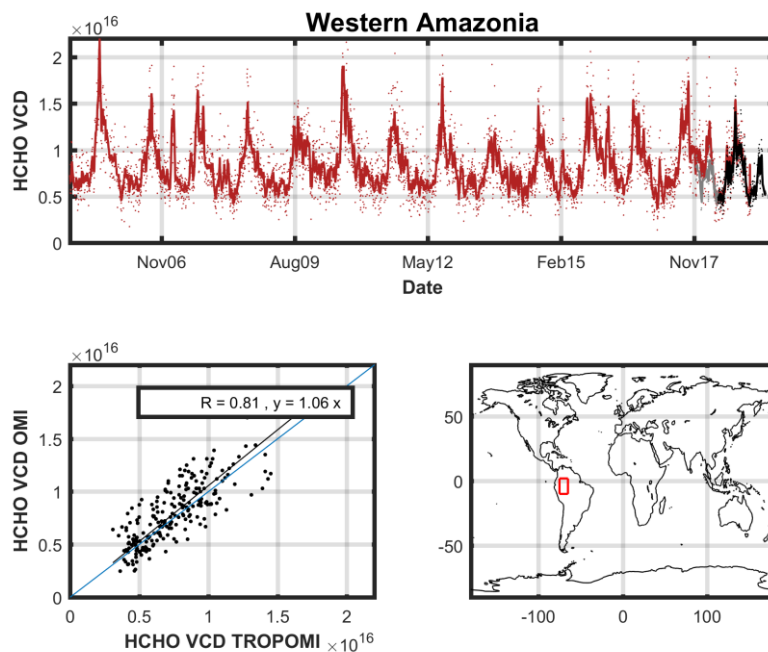 Western Amazonia
×10^16
HCHO VCD
2
1.5
1
0.5
0
Nov06
Aug09
May12
Feb15
Nov17
Date
×10^16
HCHO VCD OMI
2
1.5
1
0.5
0
R = 0.81 , y = 1.06 x
0
0.5
1
1.5
2
HCHO VCD TROPOMI ×10^16
50
0
-50
-100
0
100